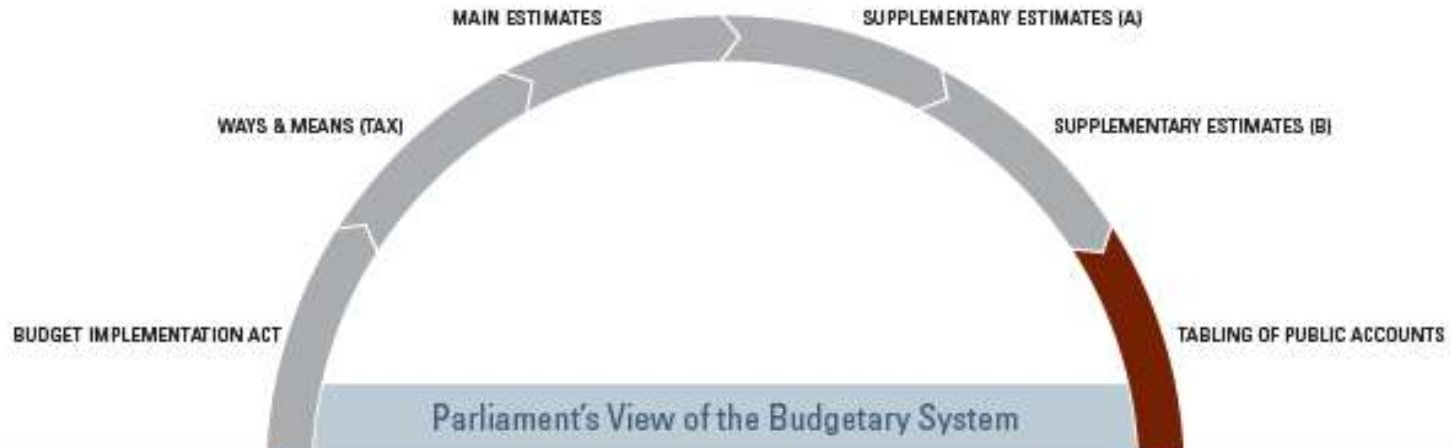 MAIN ESTIMATES
SUPPLEMENTARY ESTIMATES (A)
WAYS & MEANS (TAX)
SUPPLEMENTARY ESTIMATES (B)
BUDGET IMPLEMENTATION ACT
TABLING OF PUBLIC ACCOUNTS
Parliament's View of the Budgetary System